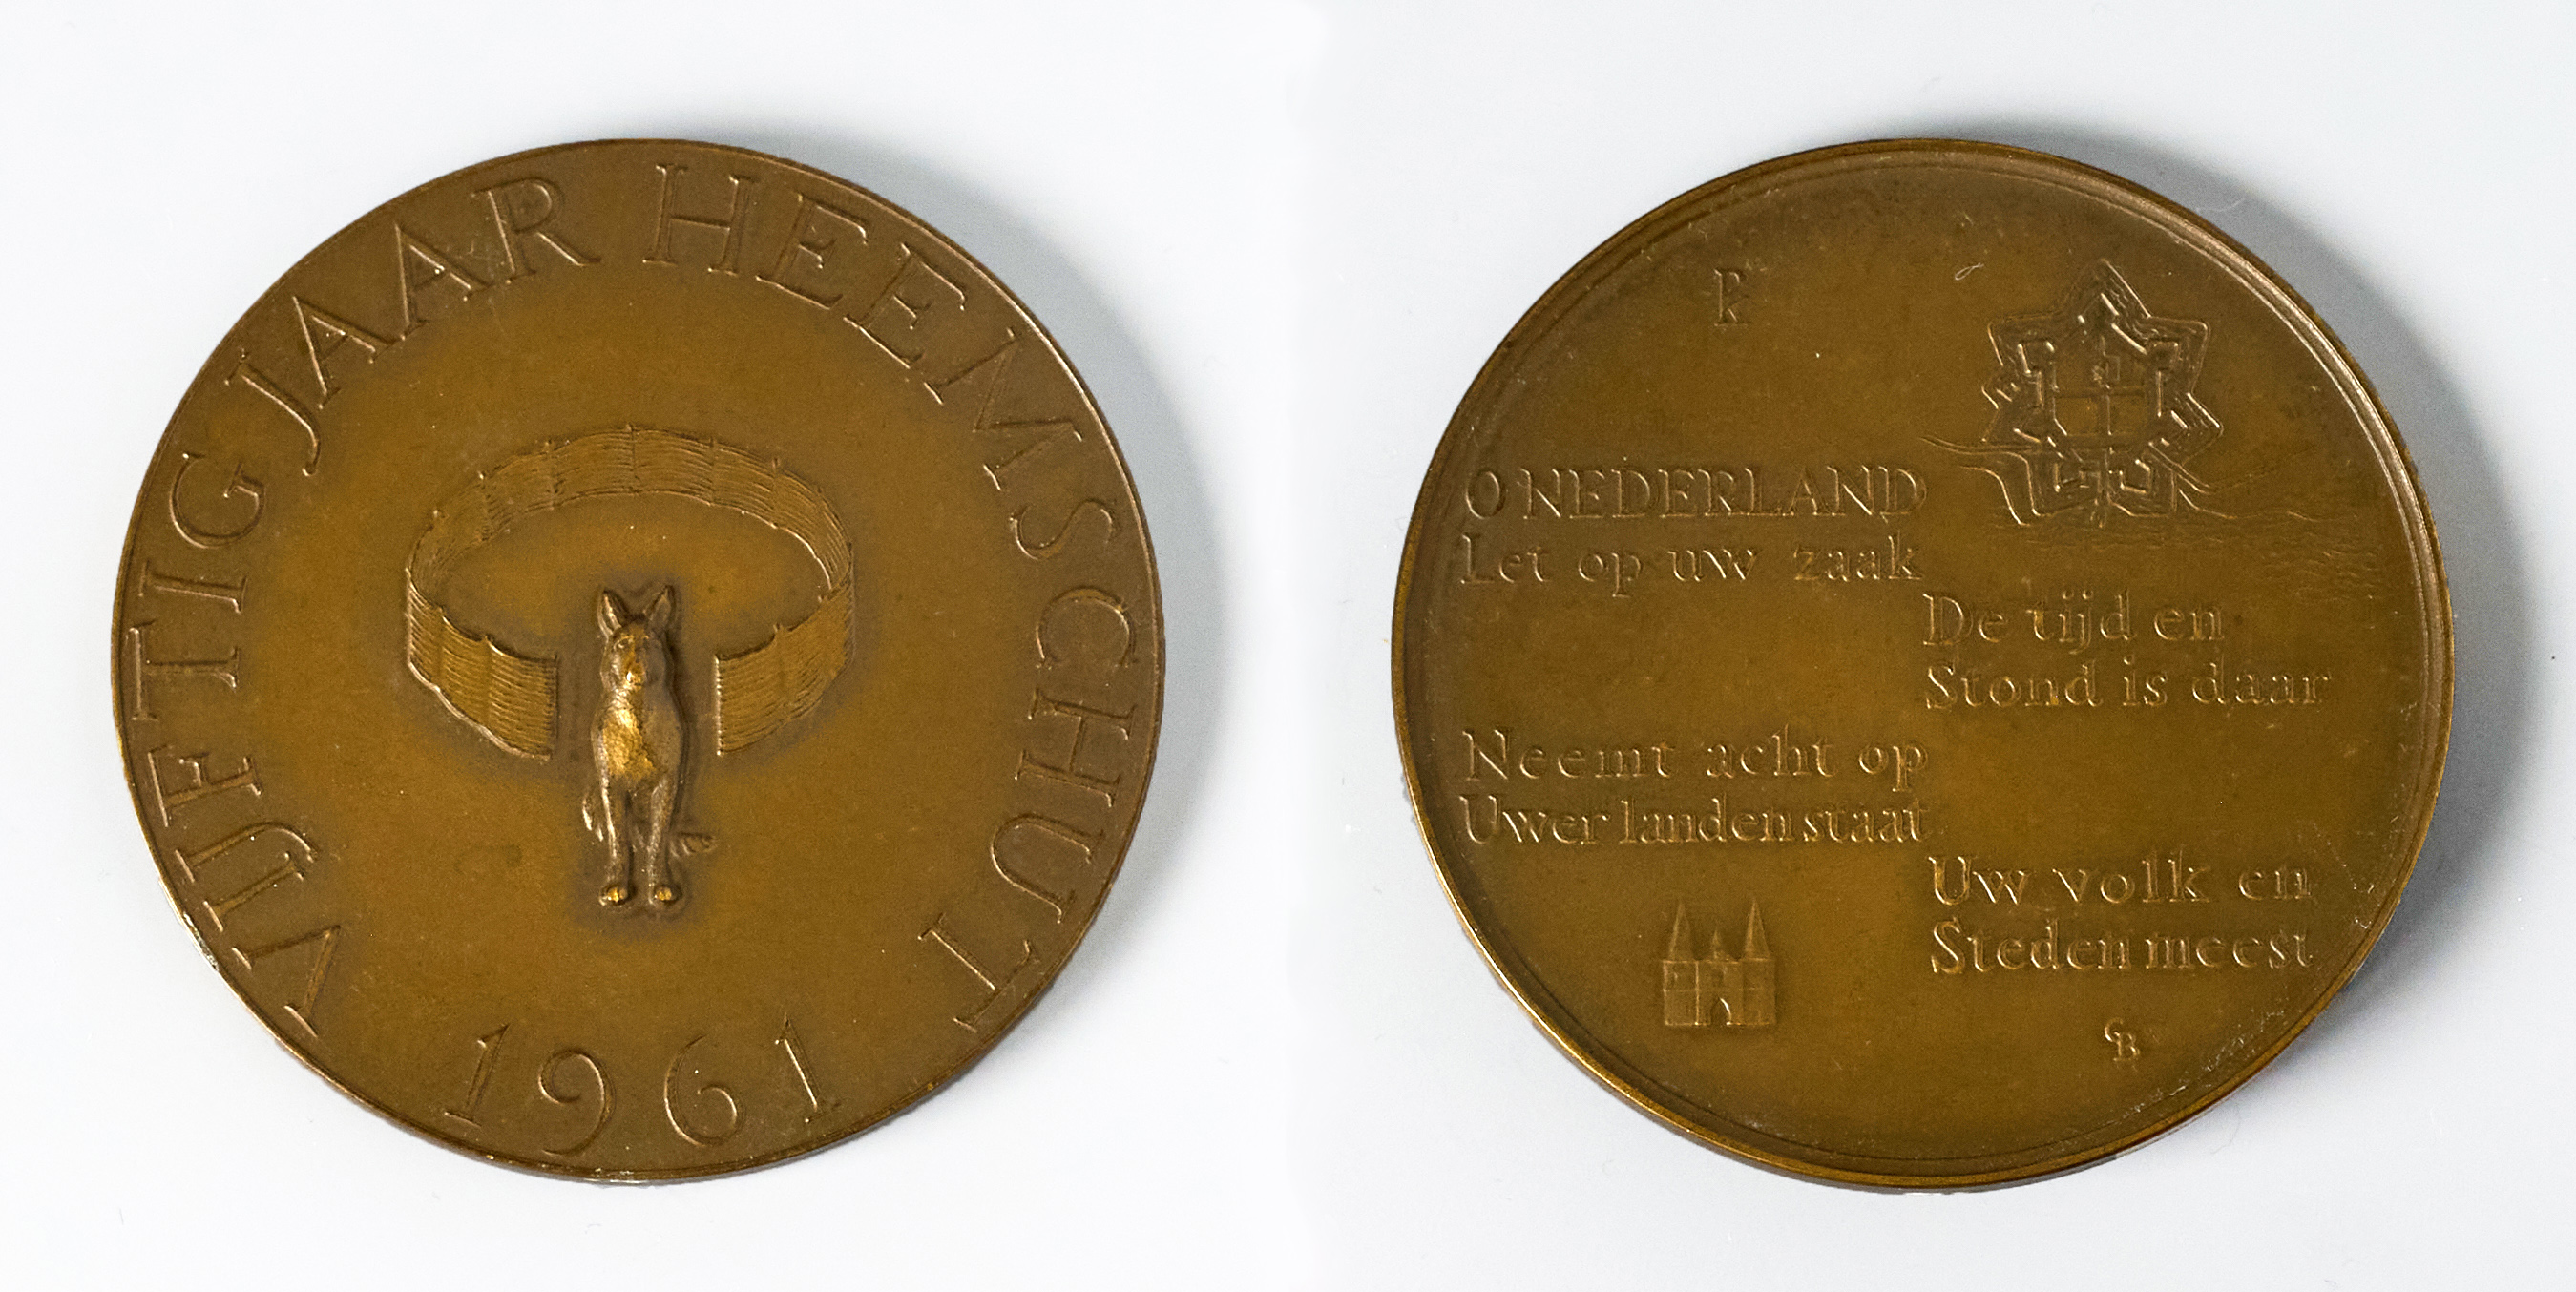 VIJFTIG JAAR HEEMSCHUT
1961
PK
O NEDERLAND
Let op uw zaak
De tijd en
Stond is daar
Neemt acht op
Uwer landen staat
Uw volk en
Steden meest
GB